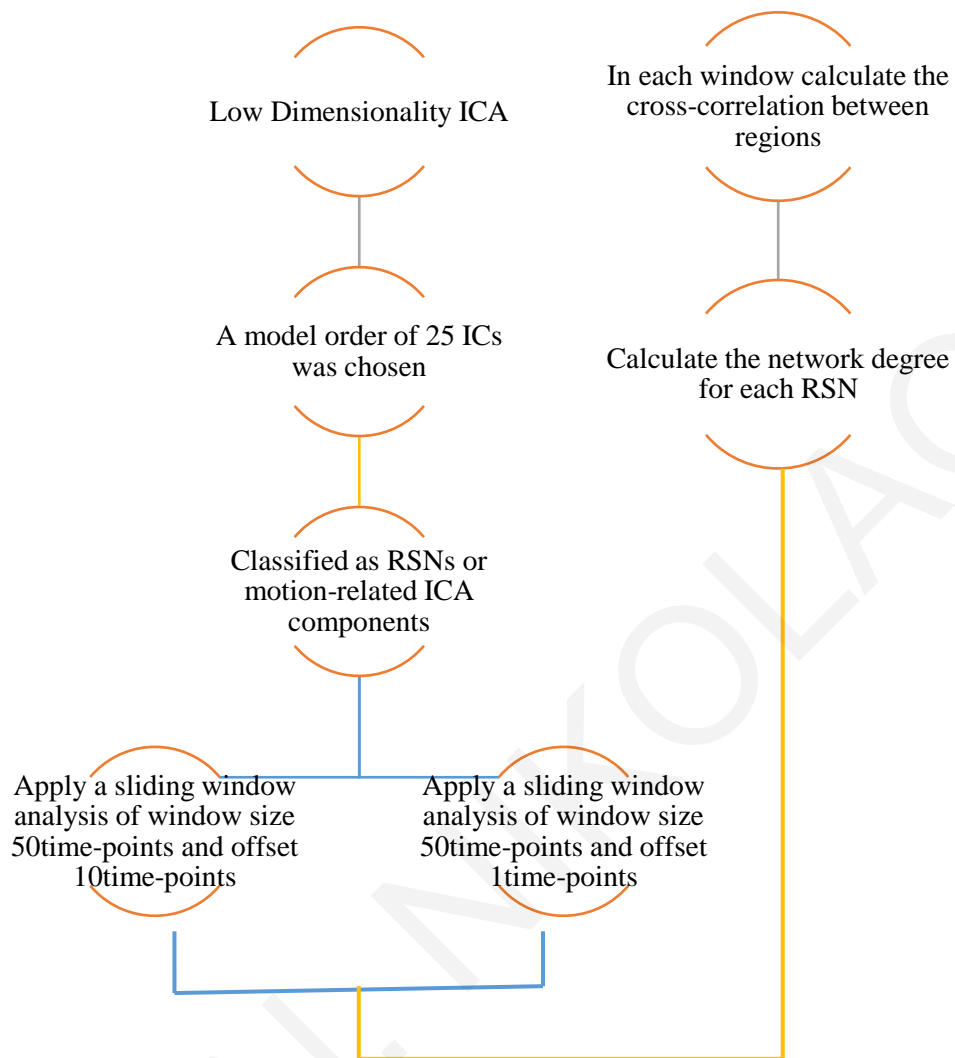 Low Dimensionality ICA
A model order of 25 ICs
was chosen
Classified as RSNs or
motion-related ICA
components
Apply a sliding window
analysis of window size
50time-points and offset
10time-points
Apply a sliding window
analysis of window size
50time-points and offset
1time-points
In each window calculate the
cross-correlation between
regions
Calculate the network degree
for each RSN